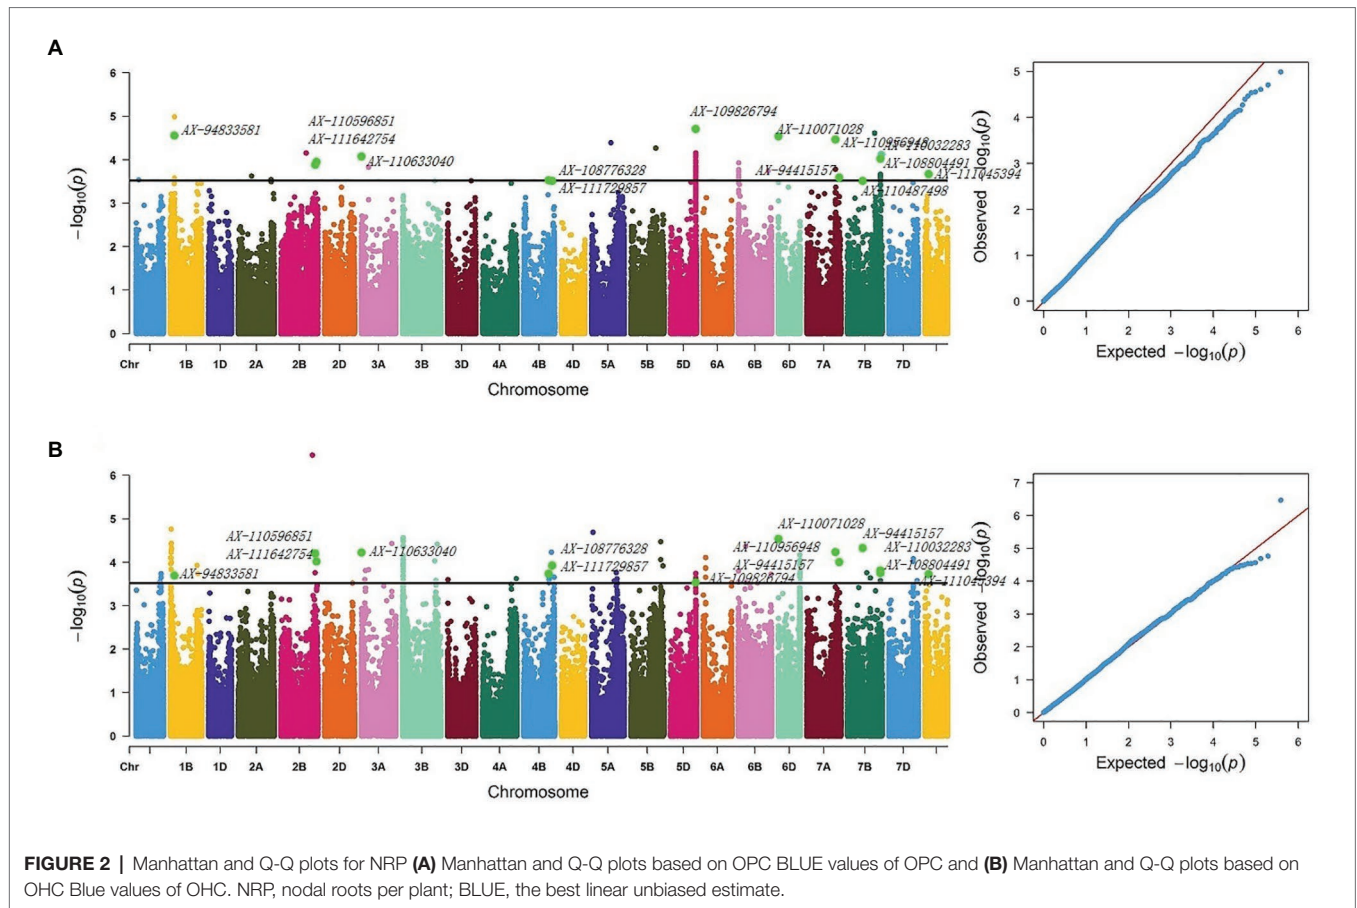 A
6
5
4
3
2
1
0
−log10(p)
AX-94833581
AX-110596851
AX-111642754
AX-110633040
AX-108776328
AX-111729857
AX-109826794
AX-110071028
AX-94415157
AX-110956948
AX-110032283
AX-108804491
AX-110487498
AX-111045394
Chr 1B 1D 2A 2B 2D 3A 3B 3D 4A 4B 4D 5A 5B 5D 6A 6B 6D 7A 7B 7D
Chromosome
5
4
3
2
1
0
Observed −log10(p)
0 1 2 3 4 5 6
Expected −log10(p)
B
6
5
4
3
2
1
0
−log10(p)
AX-110596851
AX-111642754
AX-94833581
AX-110633040
AX-108776328
AX-111729857
AX-110071028
AX-110956948
AX-94415157
AX-109826794
AX-94415157
AX-110032283
AX-108804491
AX-111045394
Chr 1B 1D 2A 2B 2D 3A 3B 3D 4A 4B 4D 5A 5B 5D 6A 6B 6D 7A 7B 7D
Chromosome
7
6
5
4
3
2
1
0
Observed −log10(p)
0 1 2 3 4 5 6
Expected −log10(p)
FIGURE 2 | Manhattan and Q-Q plots for NRP (A) Manhattan and Q-Q plots based on OPC BLUE values of OPC and (B) Manhattan and Q-Q plots based on
OHC Blue values of OHC. NRP, nodal roots per plant; BLUE, the best linear unbiased estimate.